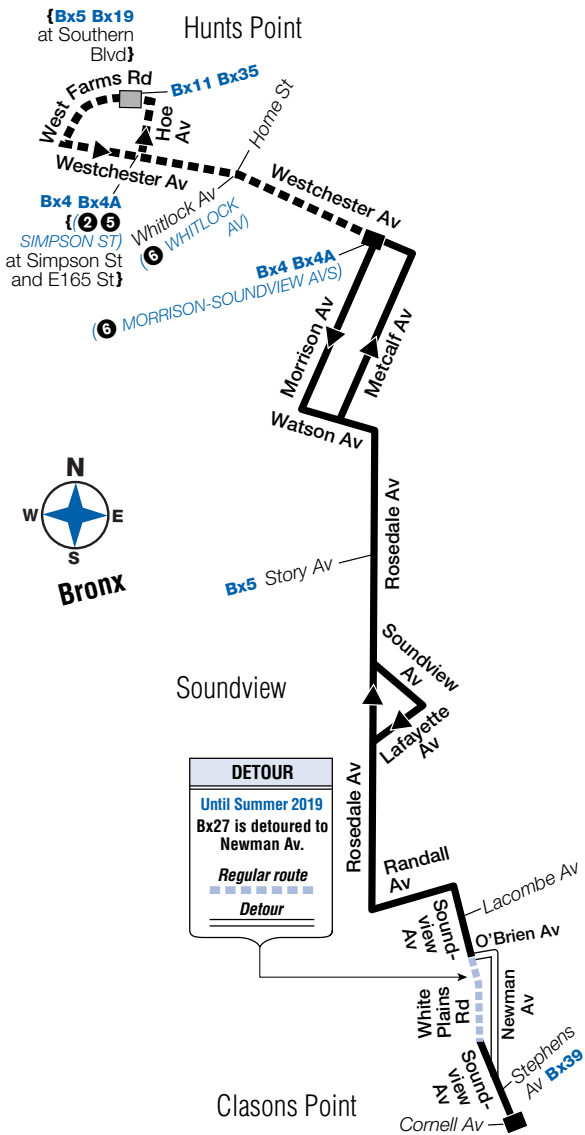 {Bx5 Bx19
at Southern
Blvd}
Hunts Point
West Farms Rd
Bx11 Bx35
Hoe
Av
Home St
Westchester Av
Westchester Av
Bx4 Bx4A
{(2 5
SIMPSON ST)
at Simpson St
and E165 St}
Whitlock Av
(6 WHITLOCK
AV)
Bx4 Bx4A
(6 MORRISON-SOUNDVIEW AVS)
Morrison Av
Metcalf Av
Watson Av
N
W E
S
Bronx
Rosedale Av
Bx5 Story Av
Soundview
Av
Lafayette
Av
Soundview
DETOUR
Until Summer 2019
Bx27 is detoured to
Newman Av.
Regular route
Detour
Rosedale Av
Randall
Av
Lacombe Av
Sound-
view
Av
O'Brien Av
White
Plains
Rd
Newman
Av
Sound-
view
Av
Stephens
Av Bx39
Clasons Point
Cornell Av